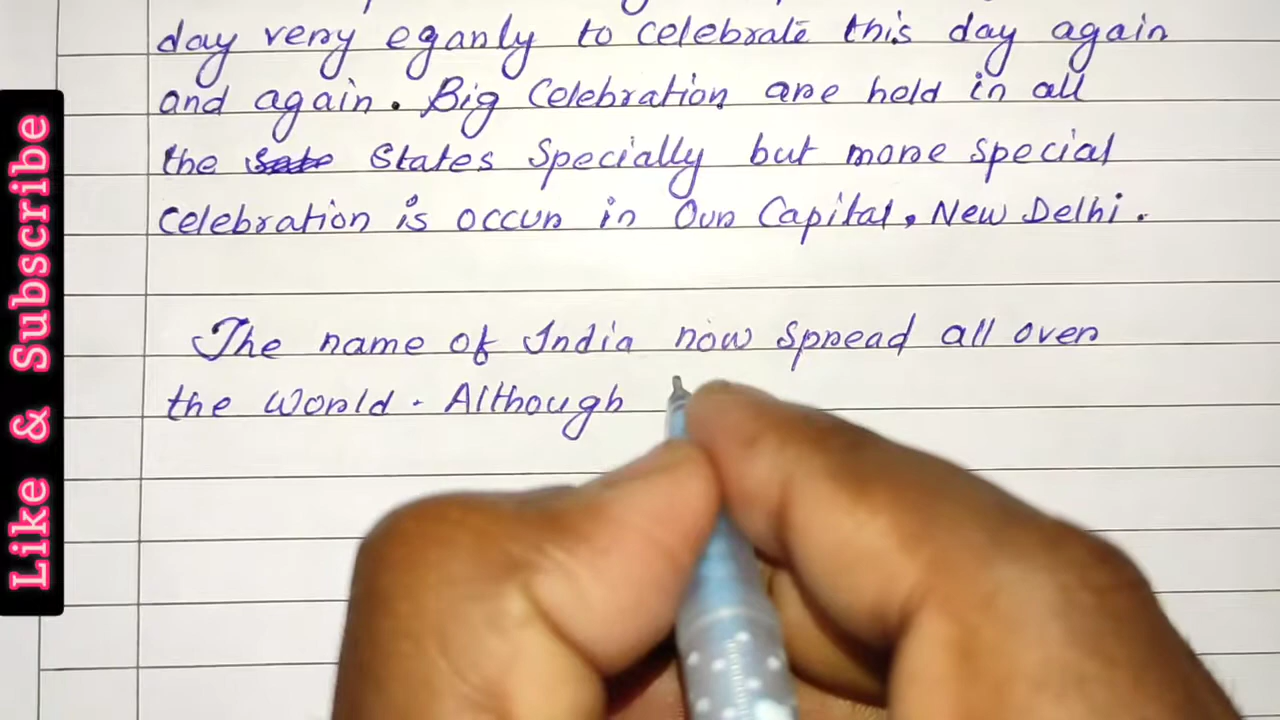 day very eganly to celebrate this day again
and again. Big Celebration are held in all
the States Specially but more special
celebration is occur in Our Capital, New Delhi.
The name of India now Spread all over
the World. Although
Like & Subscribe